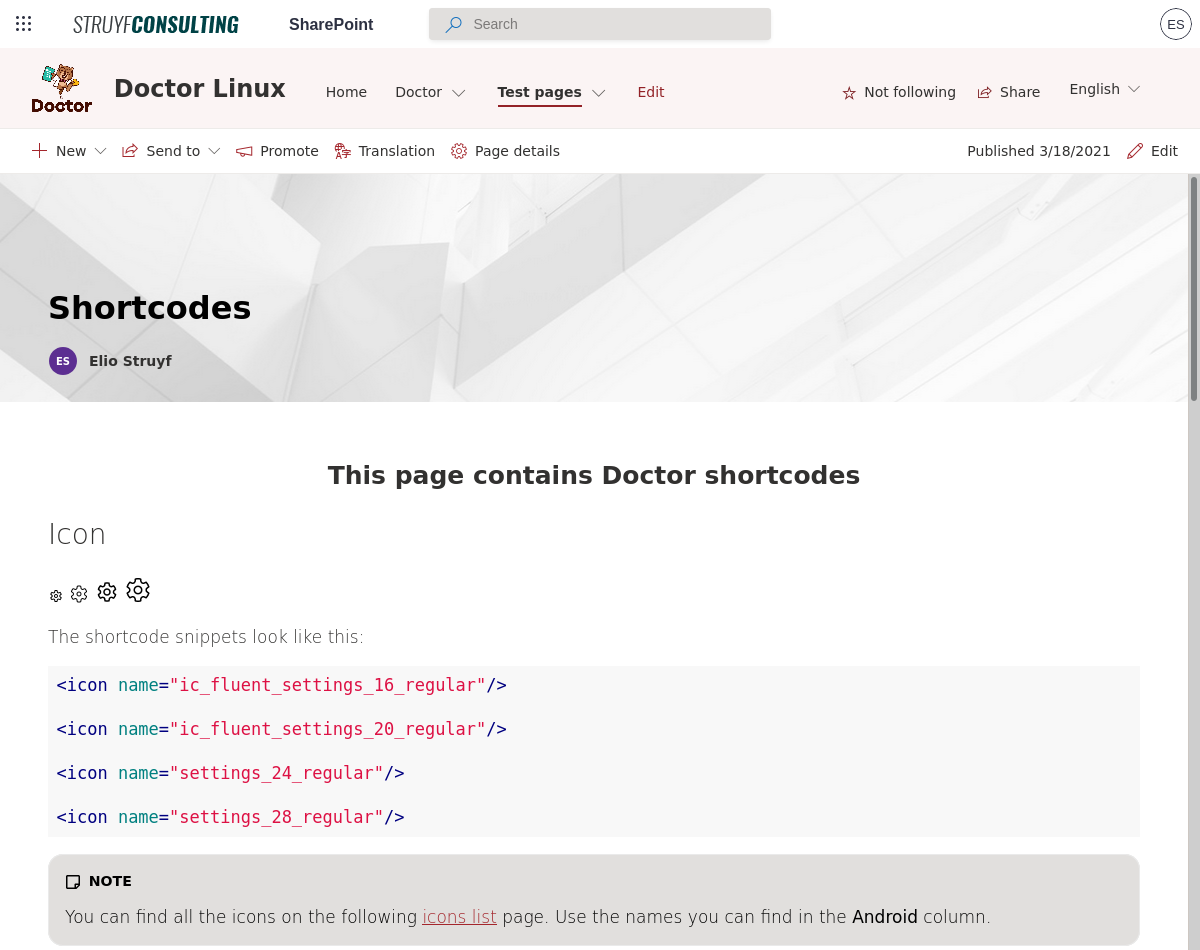 STRUYFCONSULTING SharePoint Search ES
Doctor
Doctor Linux Home Doctor Test pages Edit Not following Share English
New Send to Promote Translation Page details Published 3/18/2021 Edit
Shortcodes
ES Elio Struyf
This page contains Doctor shortcodes
Icon
The shortcode snippets look like this:
<icon name="ic_fluent_settings_16_regular"/>
<icon name="ic_fluent_settings_20_regular"/>
<icon name="settings_24_regular"/>
<icon name="settings_28_regular"/>
NOTE
You can find all the icons on the following icons list page. Use the names you can find in the Android column.